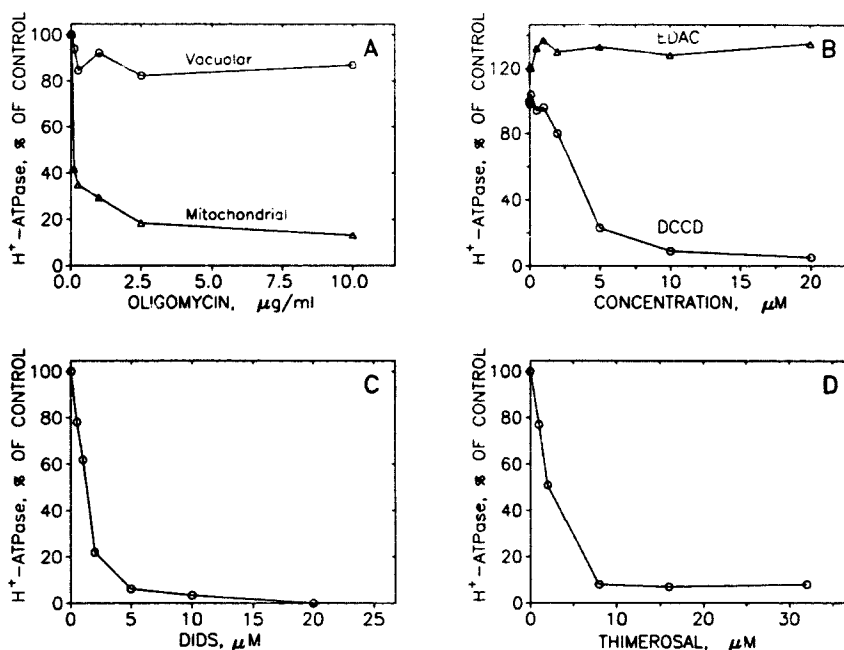 A
H⁺-ATPase, % OF CONTROL
100
80
60
40
20
0
Vacuolar
Mitochondrial
0.0 2.5 5.0 7.5 10.0
OLIGOMYCIN, μg/ml
B
H⁺-ATPase, % OF CONTROL
120
80
40
0
EDAC
DCCD
0 5 10 15 20
CONCENTRATION, μM
C
H⁺-ATPase, % OF CONTROL
100
80
60
40
20
0
0 5 10 15 20 25
DIDS, μM
D
H⁺-ATPase, % OF CONTROL
100
80
60
40
20
0
0 10 20 30
THIMEROSAL, μM